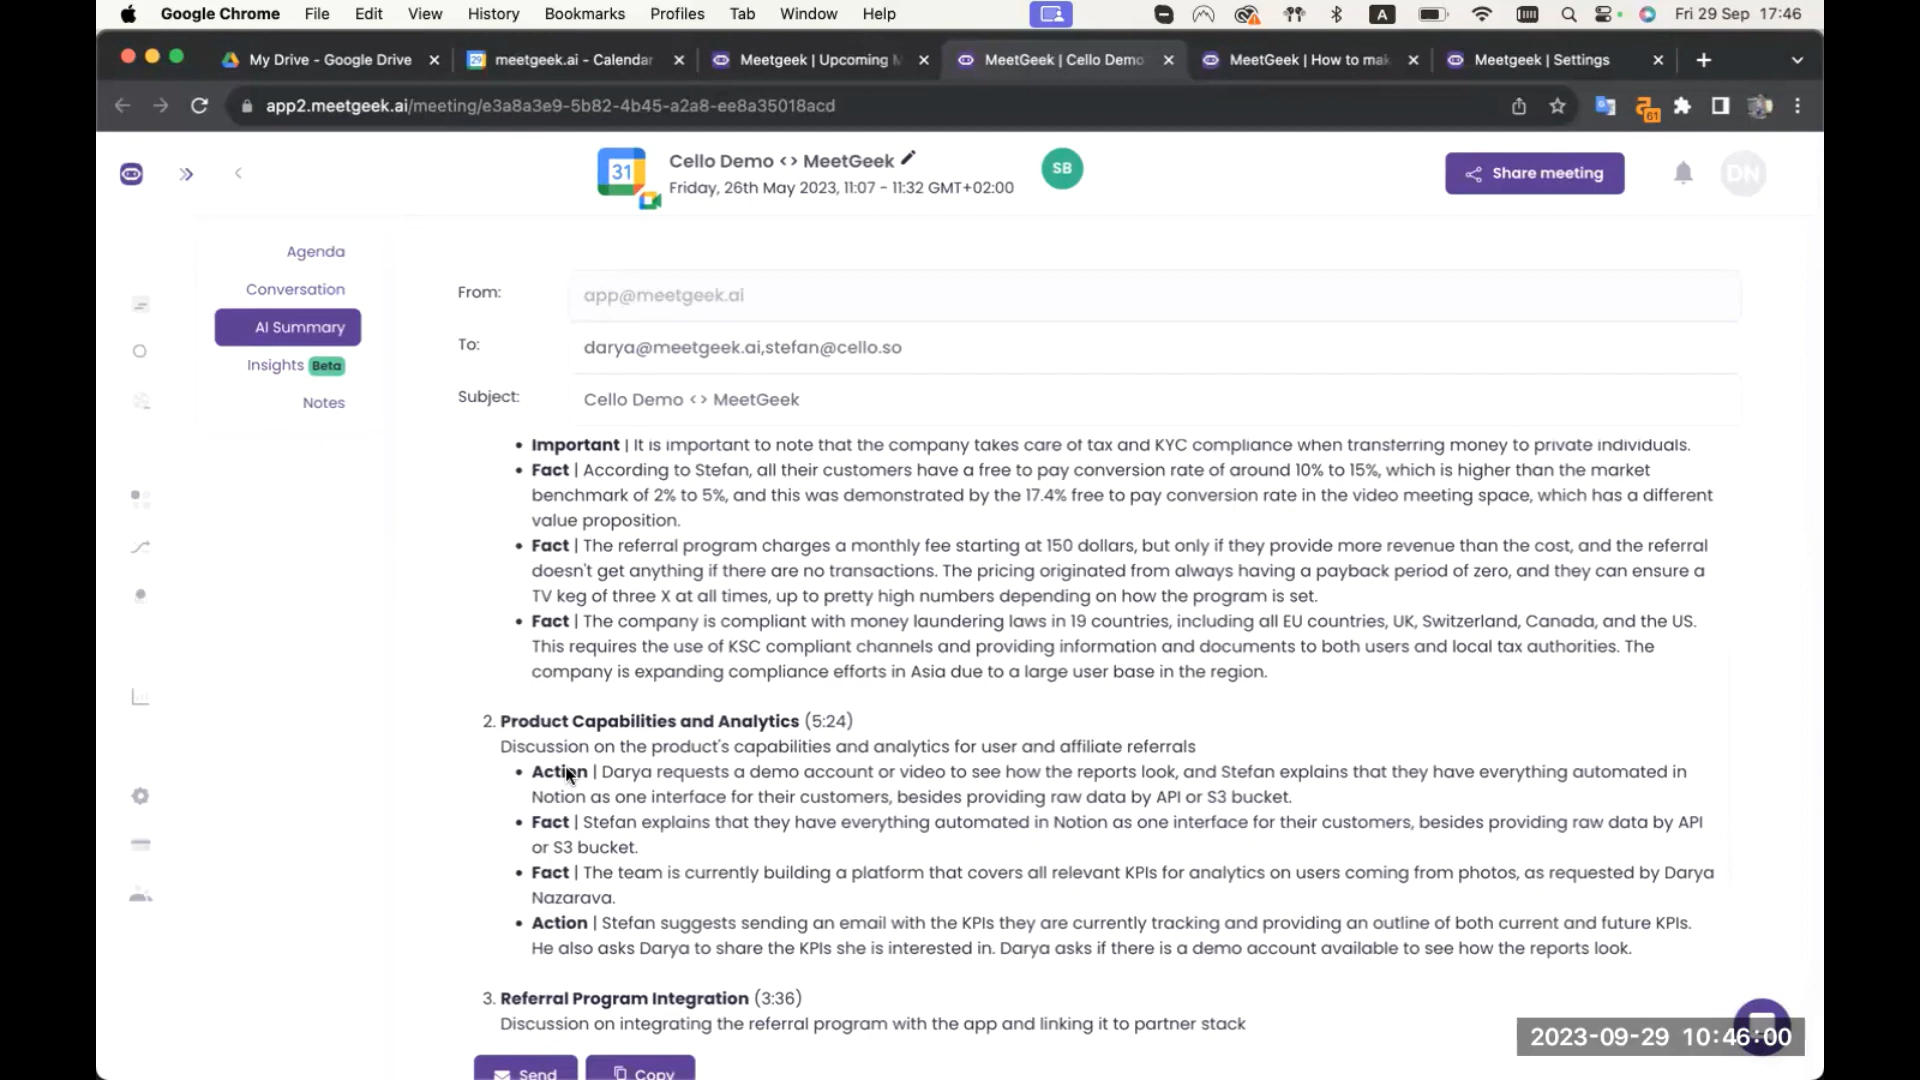 Google Chrome File Edit View History Bookmarks Profiles Tab Window Help A Fri 29 Sep 17:46
My Drive - Google Drive 29 meetgeek.ai - Calendar Meetgeek | Upcoming M MeetGeek | Cello Demo MeetGeek | How to mak Meetgeek | Settings
app2.meetgeek.ai/meeting/e3a8a3e9-5b82-4b45-a2a8-ee8a35018acd 61
31 Cello Demo <> MeetGeek SB Share meeting DN
Friday, 26th May 2023, 11:07 - 11:32 GMT+02:00
Agenda
Conversation
AI Summary
Insights Beta
Notes
From: app@meetgeek.ai
To: darya@meetgeek.ai,stefan@cello.so
Subject: Cello Demo <> MeetGeek
• Important | It is important to note that the company takes care of tax and KYC compliance when transferring money to private individuals.
• Fact | According to Stefan, all their customers have a free to pay conversion rate of around 10% to 15%, which is higher than the market
benchmark of 2% to 5%, and this was demonstrated by the 17.4% free to pay conversion rate in the video meeting space, which has a different
value proposition.
• Fact | The referral program charges a monthly fee starting at 150 dollars, but only if they provide more revenue than the cost, and the referral
doesn't get anything if there are no transactions. The pricing originated from always having a payback period of zero, and they can ensure a
TV keg of three X at all times, up to pretty high numbers depending on how the program is set.
• Fact | The company is compliant with money laundering laws in 19 countries, including all EU countries, UK, Switzerland, Canada, and the US.
This requires the use of KSC compliant channels and providing information and documents to both users and local tax authorities. The
company is expanding compliance efforts in Asia due to a large user base in the region.
2. Product Capabilities and Analytics (5:24)
Discussion on the product's capabilities and analytics for user and affiliate referrals
• Action | Darya requests a demo account or video to see how the reports look, and Stefan explains that they have everything automated in
Notion as one interface for their customers, besides providing raw data by API or S3 bucket.
• Fact | Stefan explains that they have everything automated in Notion as one interface for their customers, besides providing raw data by API
or S3 bucket.
• Fact | The team is currently building a platform that covers all relevant KPIs for analytics on users coming from photos, as requested by Darya
Nazarava.
• Action | Stefan suggests sending an email with the KPIs they are currently tracking and providing an outline of both current and future KPIs.
He also asks Darya to share the KPIs she is interested in. Darya asks if there is a demo account available to see how the reports look.
3. Referral Program Integration (3:36)
Discussion on integrating the referral program with the app and linking it to partner stack
Send Copy
2023-09-29 10:46:00